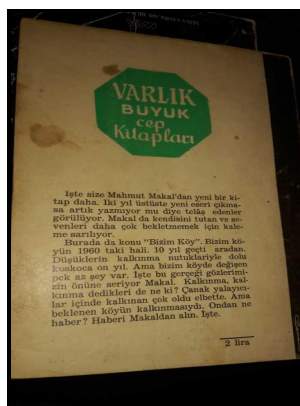 VARLIK
BÜYÜK
cep
Kitapları
İşte size Mahmut Makal'dan yeni bir ki-
tap daha. İki yıl üstüste yeni eseri çıkma-
sa artık yazmıyor mu diye telâş edenler
görülüyor. Makal da kendisini tutan ve se-
venleri daha çok bekletmemek için kale-
me sarılıyor.
Burada da konu "Bizim Köy". Bizim kö-
yün 1960 taki hali. 10 yıl geçti aradan.
Düşüklerin kalkınma nutuklariyle dolu
koskoca on yıl. Ama bizim köyde değişen
pek az şey var. İşte bu gerçeği gözlerimi-
zin önüne seriyor Makal. Kalkınma, kal-
kınma dedikleri de ne ki? Çanak yalayıcı-
lar içinde kalkınan çok oldu elbette. Ama
beklenen köyün kalkınmasıydı. Ondan ne
haber? Haberi Makaldan alın. İşte.
2 lira